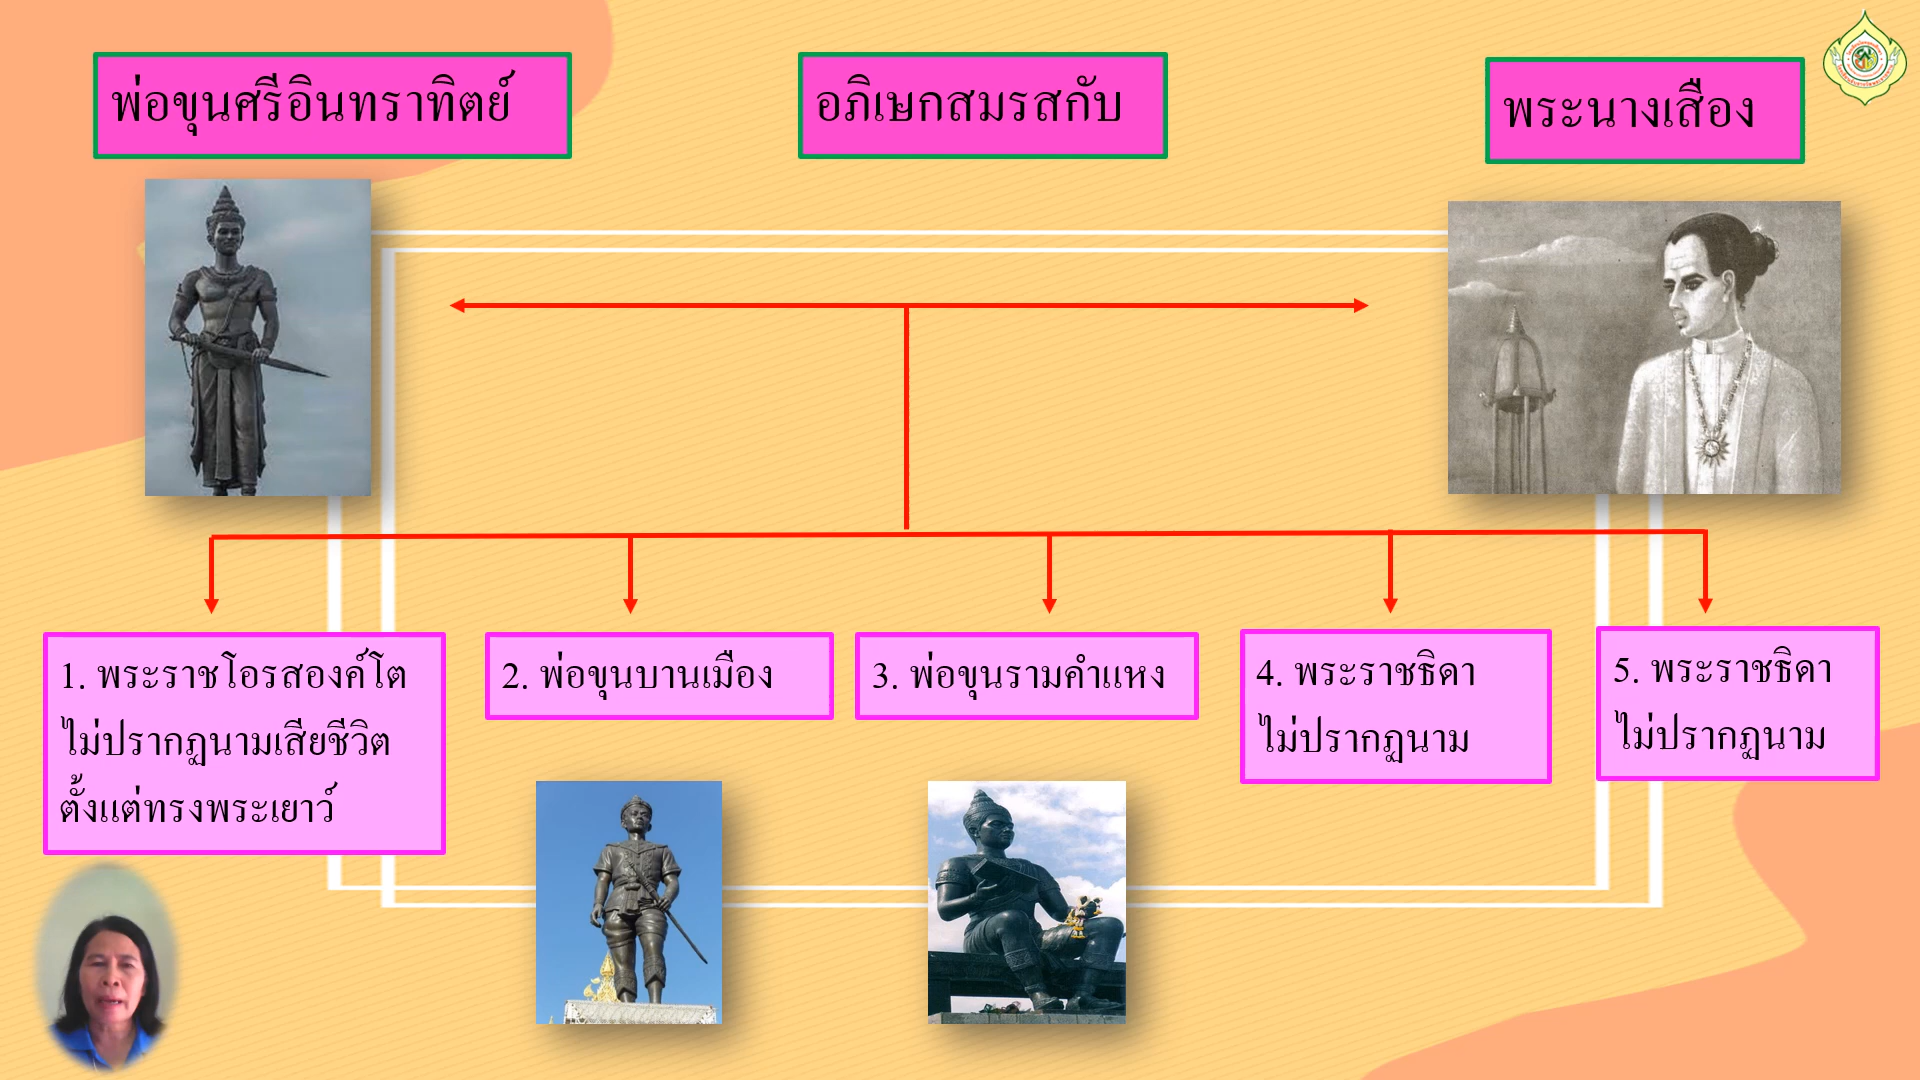 พ่อขุนศรีอินทราทิตย์
อภิเษกสมรสกับ
พระนางเสือง
1. พระราชโอรสองค์โต
ไม่ปรากฏนามเสียชีวิต
ตั้งแต่ทรงพระเยาว์
2. พ่อขุนบานเมือง
3. พ่อขุนรามคำแหง
4. พระราชธิดา
ไม่ปรากฏนาม
5. พระราชธิดา
ไม่ปรากฏนาม